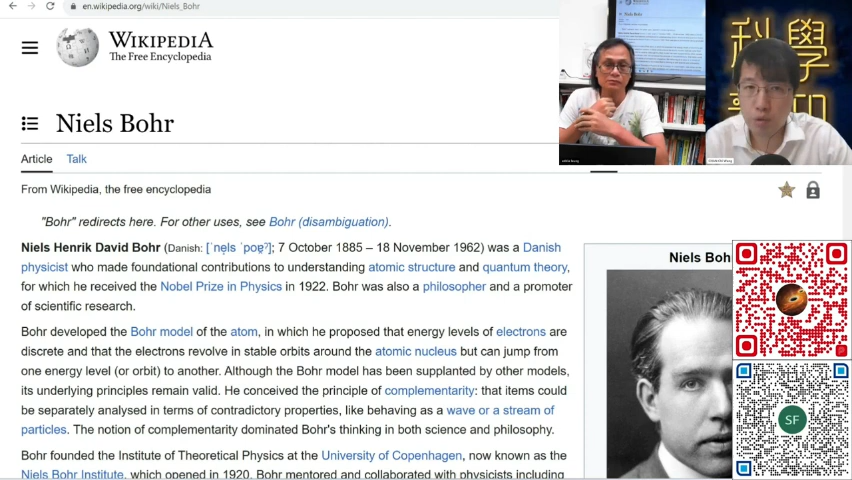 en.wikipedia.org/wiki/Niels_Bohr
WIKIPEDIA
The Free Encyclopedia
科學
Niels Bohr
Article Talk
From Wikipedia, the free encyclopedia
"Bohr" redirects here. For other uses, see Bohr (disambiguation).
Niels Henrik David Bohr (Danish: [ˈne̝ls ˈpoɐ̯ˀ]; 7 October 1885 – 18 November 1962) was a Danish
physicist who made foundational contributions to understanding atomic structure and quantum theory,
for which he received the Nobel Prize in Physics in 1922. Bohr was also a philosopher and a promoter
of scientific research.
Bohr developed the Bohr model of the atom, in which he proposed that energy levels of electrons are
discrete and that the electrons revolve in stable orbits around the atomic nucleus but can jump from
one energy level (or orbit) to another. Although the Bohr model has been supplanted by other models,
its underlying principles remain valid. He conceived the principle of complementarity: that items could
be separately analysed in terms of contradictory properties, like behaving as a wave or a stream of
particles. The notion of complementarity dominated Bohr's thinking in both science and philosophy.
Bohr founded the Institute of Theoretical Physics at the University of Copenhagen, now known as the
Niels Bohr Institute, which opened in 1920. Bohr mentored and collaborated with physicists including
Niels Boh
SF